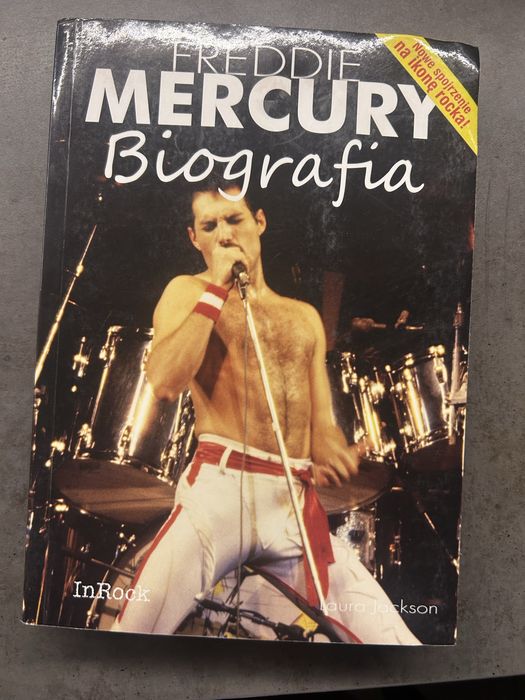 FREDDIE
MERCURY
Biografia
Nowe spojrzenie
na ikonę rocka!
InRock
Laura Jackson